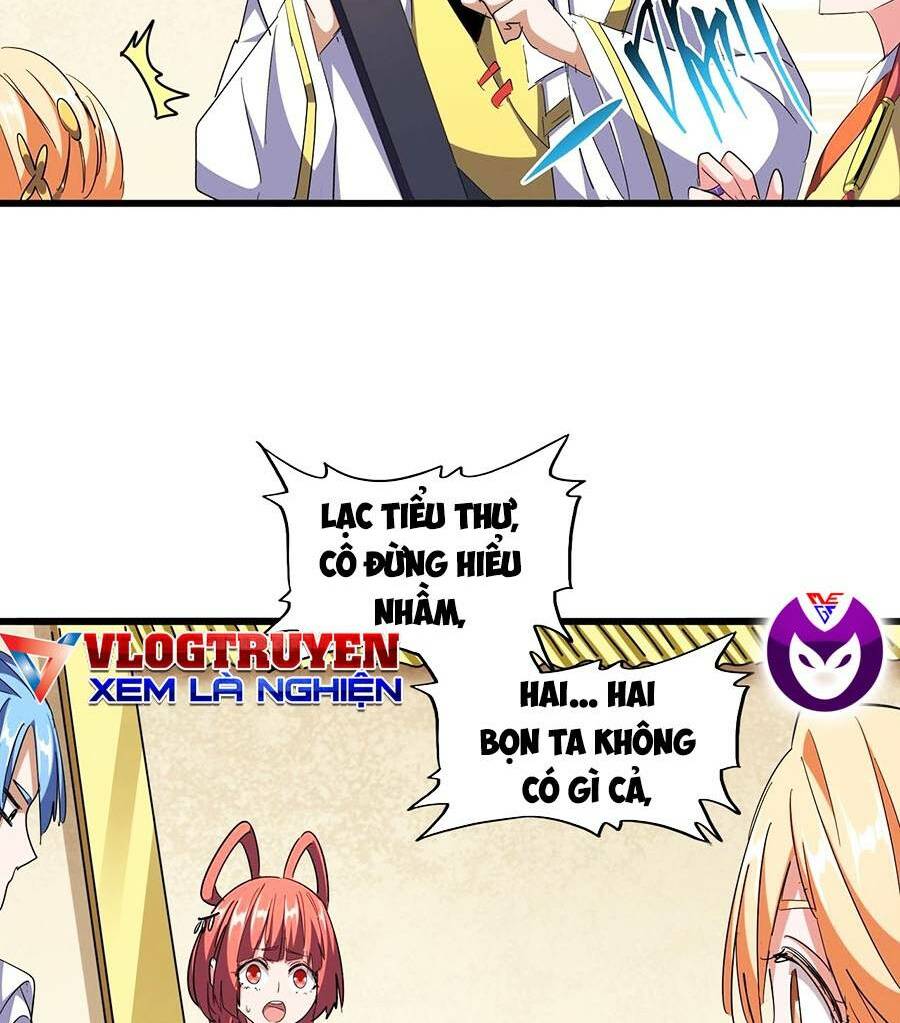 LẠC TIỂU THƯ,
CÔ ĐỪNG HIỂU
NHẦM,
VLOGTRUYEN
XEM LÀ NGHIỆN
HAI... HAI
BỌN TA KHÔNG
CÓ GÌ CẢ,